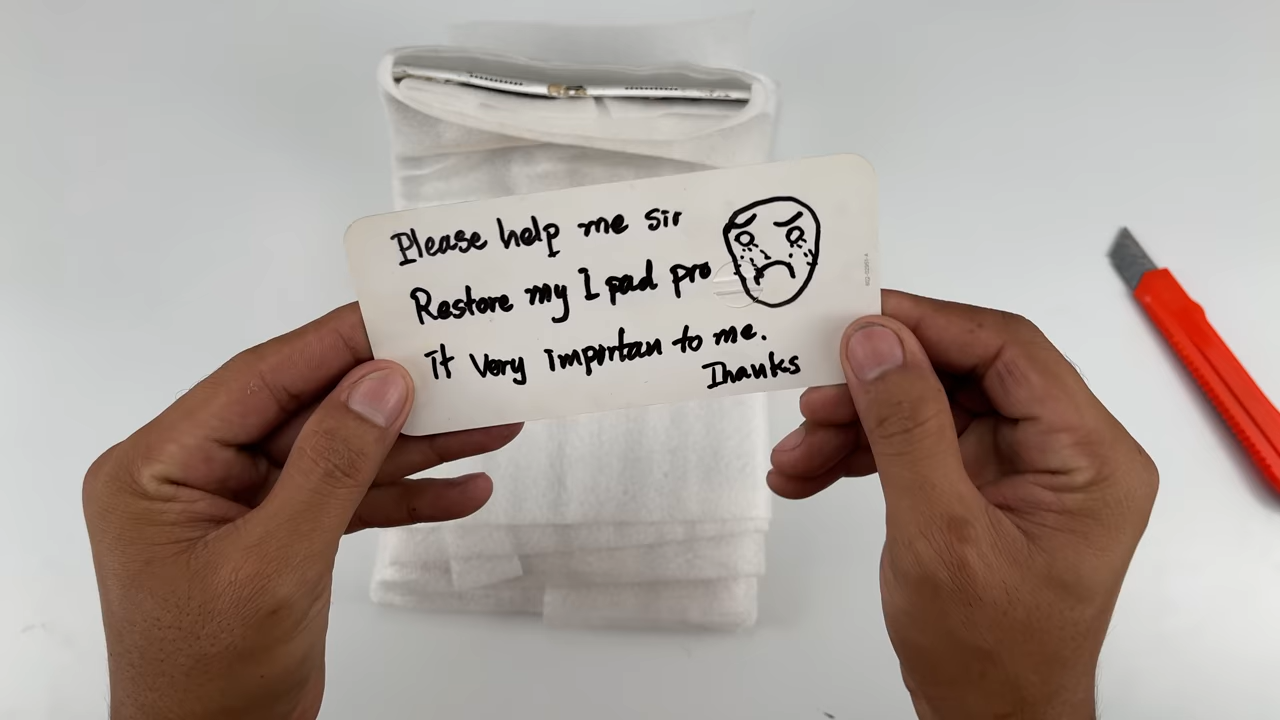 Please help me sir
Restore my I pad pro
it very importan to me.
Thanks